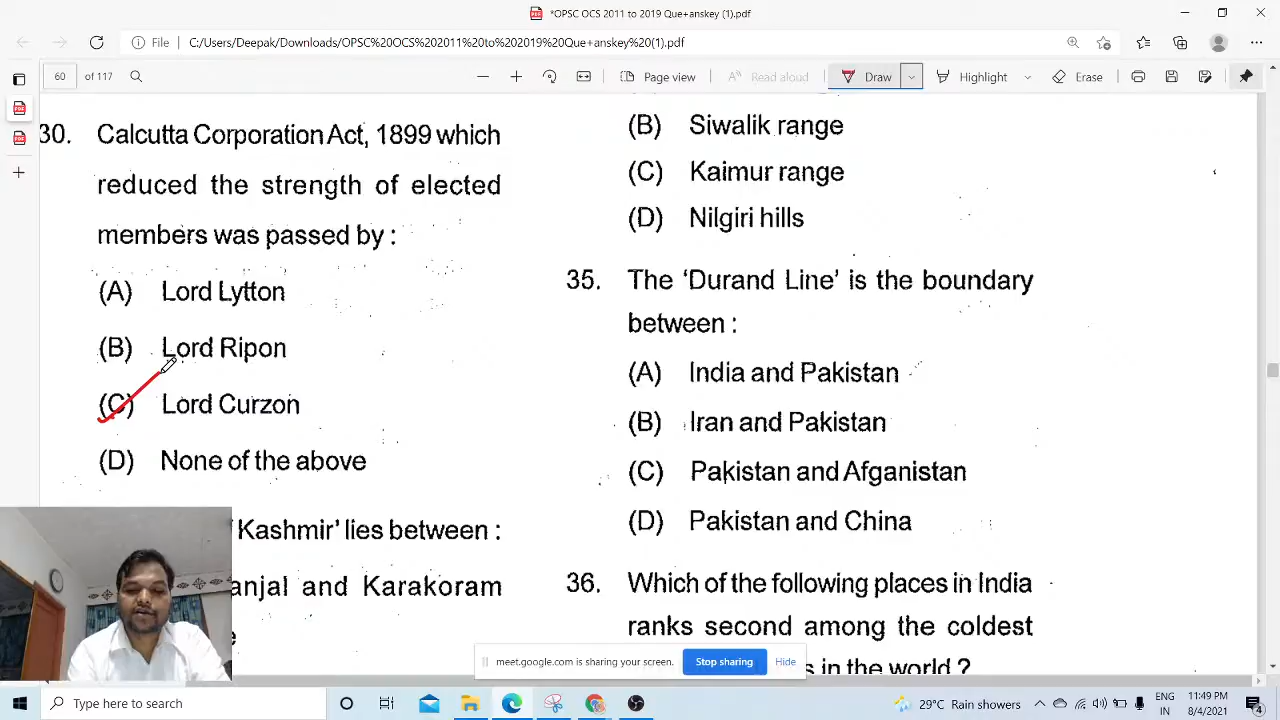 *OPSC OCS 2011 to 2019 Que+anskey (1).pdf
File C:/Users/Deepak/Downloads/OPSC%20OCS%202011%20to%202019%20Que+anskey%20(1).pdf
60 of 117 Page view Read aloud Draw Highlight Erase
30. Calcutta Corporation Act, 1899 which
reduced the strength of elected
members was passed by :
(A) Lord Lytton
(B) Lord Ripon
(C) Lord Curzon
(D) None of the above
Kashmir' lies between :
anjal and Karakoram
(B) Siwalik range
(C) Kaimur range
(D) Nilgiri hills
35. The 'Durand Line' is the boundary
between :
(A) India and Pakistan
(B) Iran and Pakistan
(C) Pakistan and Afganistan
(D) Pakistan and China
36. Which of the following places in India
ranks second among the coldest
in the world ?
meet.google.com is sharing your screen. Stop sharing Hide
Type here to search
29°C Rain showers
ENG
IN
11:49 PM
8/4/2021
4